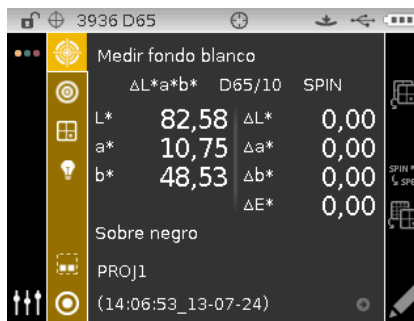 3936 D65
Medir fondo blanco
ΔL*a*b* D65/10 SPIN
L* 82,58 ΔL* 0,00
a* 10,75 Δa* 0,00
b* 48,53 Δb* 0,00
ΔE* 0,00
Sobre negro
PROJ1
(14:06:53_13-07-24)
SPIN